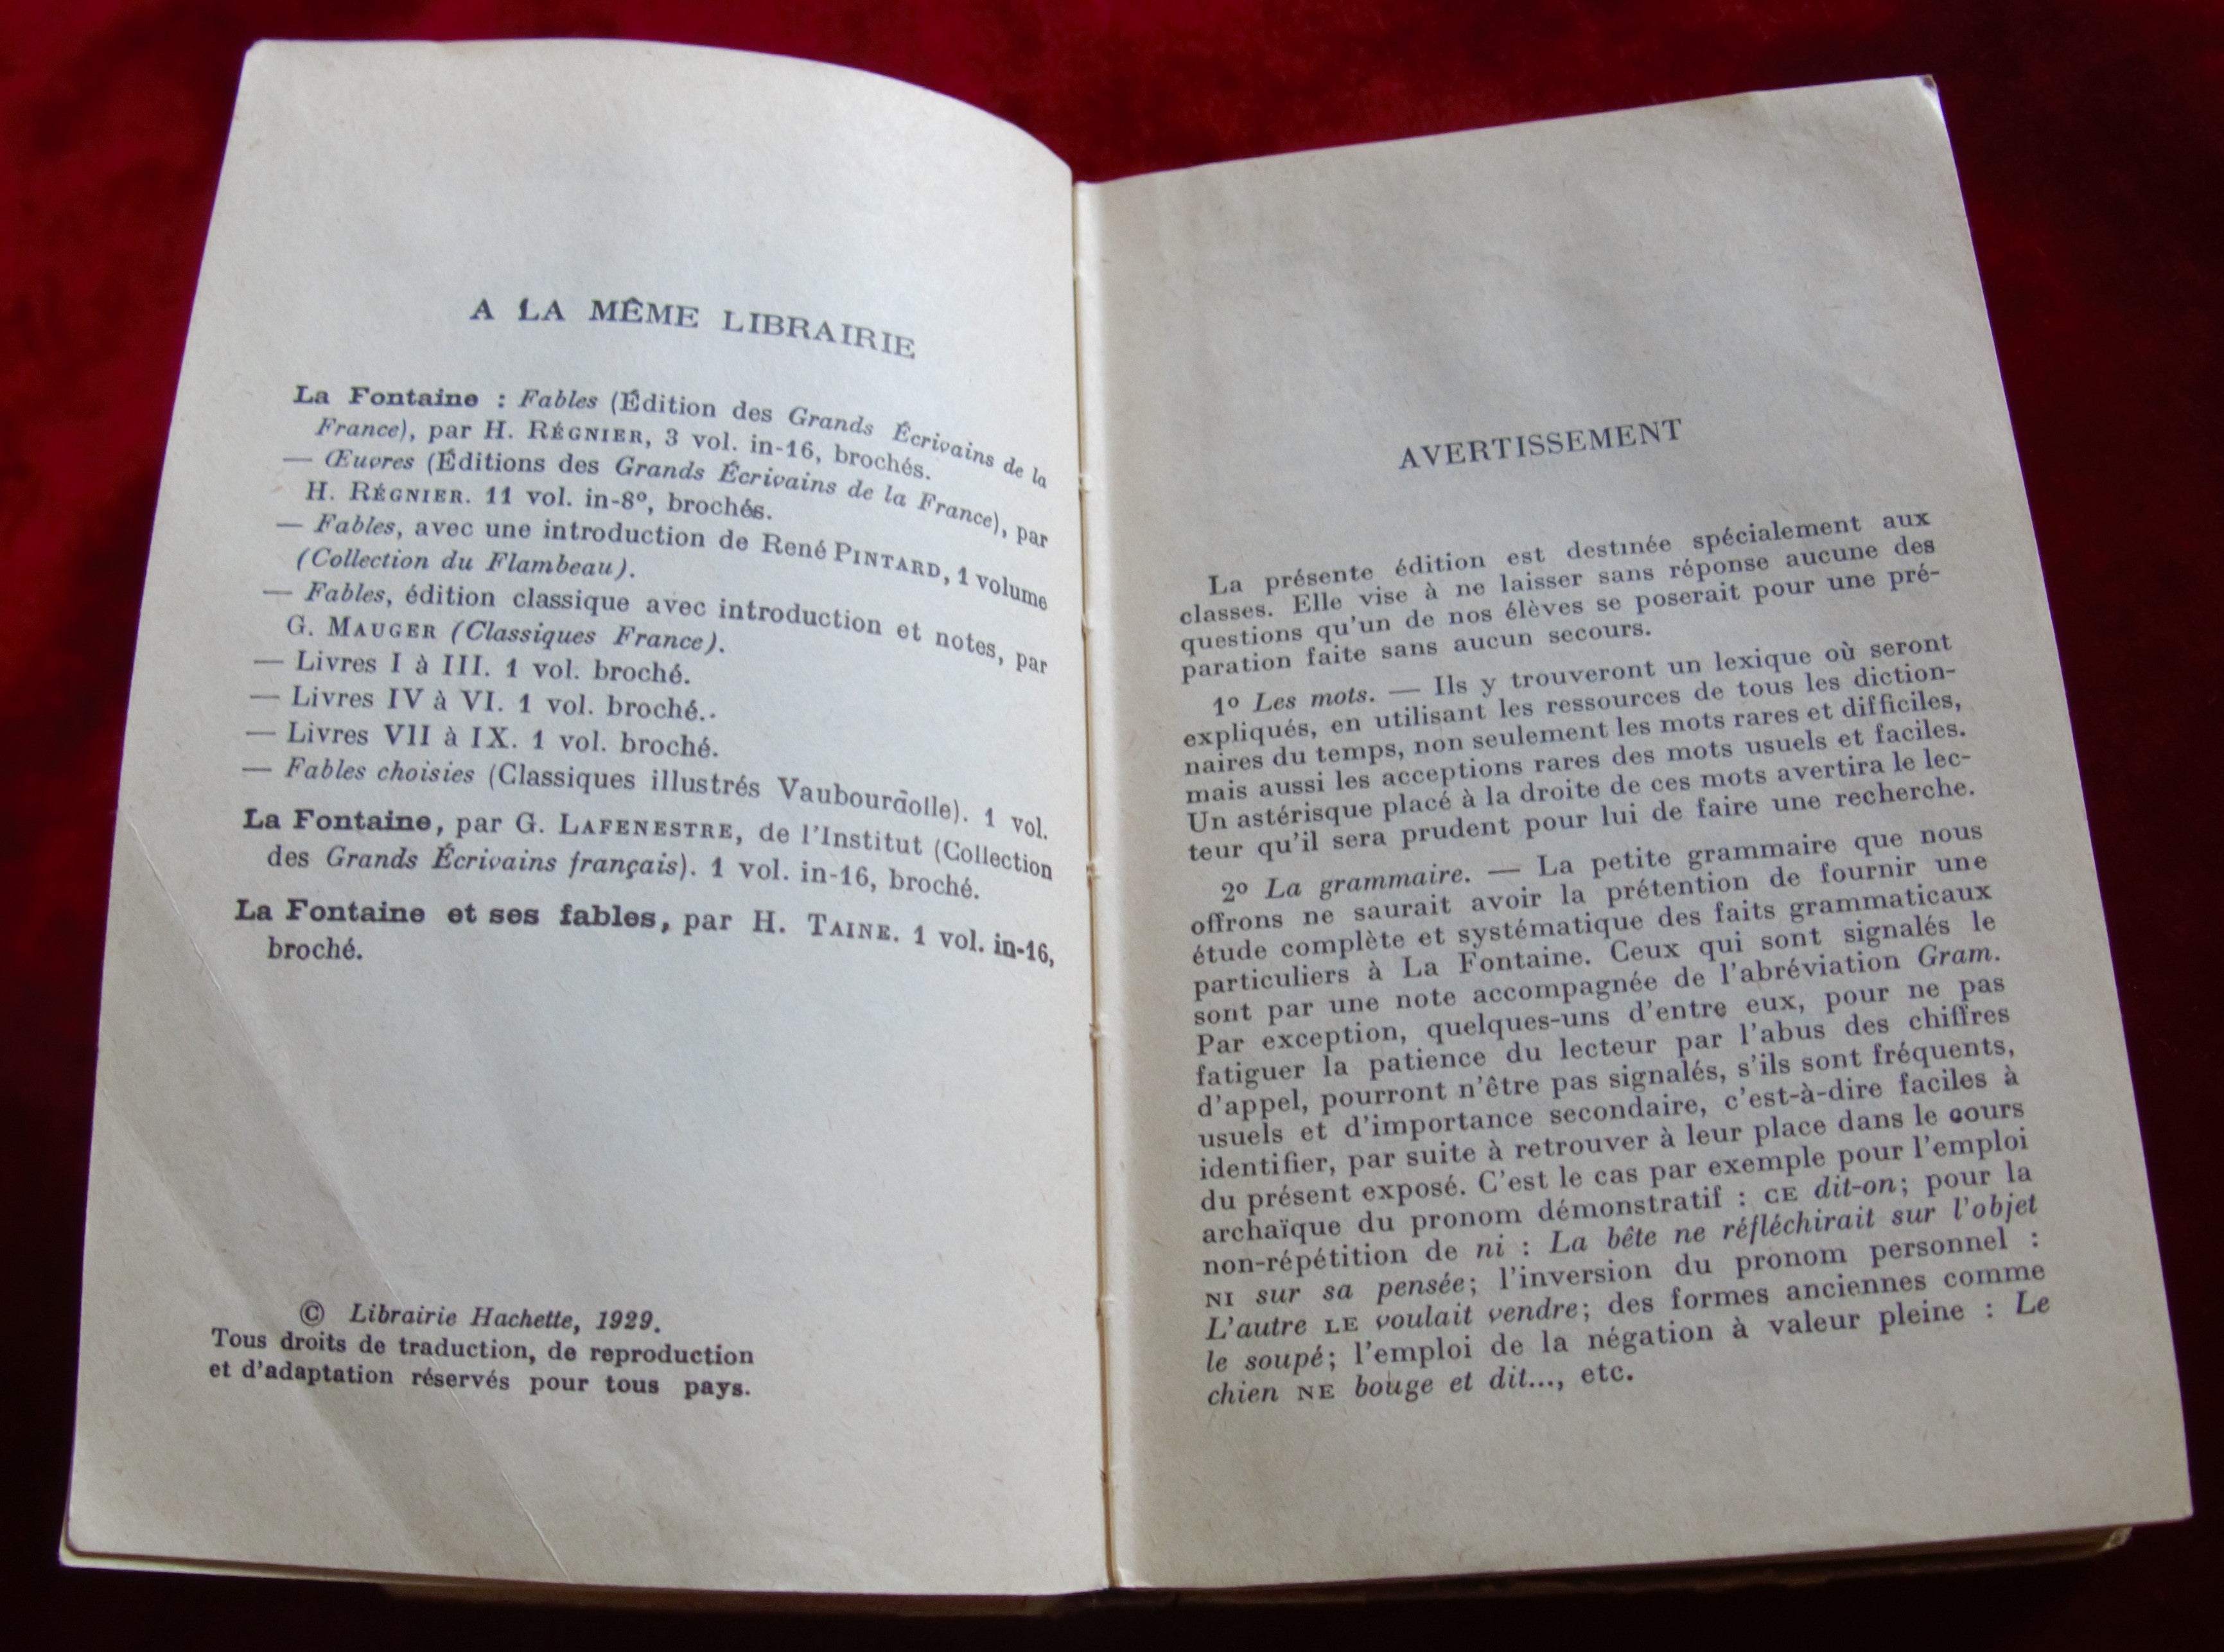 A LA MÊME LIBRAIRIE
La Fontaine : Fables (Édition des Grands Écrivains de la
France), par H. RÉGNIER, 3 vol. in-16, brochés.
— Œuvres (Éditions des Grands Écrivains de la France), par
H. RÉGNIER. 11 vol. in-8º, brochés.
— Fables, avec une introduction de René PINTARD, 1 volume
(Collection du Flambeau).
— Fables, édition classique avec introduction et notes, par
G. MAUGER (Classiques France).
— Livres I à III. 1 vol. broché.
— Livres IV à VI. 1 vol. broché..
— Livres VII à IX. 1 vol. broché.
— Fables choisies (Classiques illustrés Vaubourdolle). 1 vol.
La Fontaine, par G. LAFENESTRE, de l'Institut (Collection
des Grands Écrivains français). 1 vol. in-16, broché.
La Fontaine et ses fables, par H. TAINE. 1 vol. in-16,
broché.
© Librairie Hachette, 1929.
Tous droits de traduction, de reproduction
et d'adaptation réservés pour tous pays.
AVERTISSEMENT
La présente édition est destinée spécialement aux
classes. Elle vise à ne laisser sans réponse aucune des
questions qu'un de nos élèves se poserait pour une pré-
paration faite sans aucun secours.
1º Les mots. — Ils y trouveront un lexique où seront
expliqués, en utilisant les ressources de tous les diction-
naires du temps, non seulement les mots rares et difficiles,
mais aussi les acceptions rares des mots usuels et faciles.
Un astérisque placé à la droite de ces mots avertira le lec-
teur qu'il sera prudent pour lui de faire une recherche.
2º La grammaire. — La petite grammaire que nous
offrons ne saurait avoir la prétention de fournir une
étude complète et systématique des faits grammaticaux
particuliers à La Fontaine. Ceux qui sont signalés le
sont par une note accompagnée de l'abréviation Gram.
Par exception, quelques-uns d'entre eux, pour ne pas
fatiguer la patience du lecteur par l'abus des chiffres
d'appel, pourront n'être pas signalés, s'ils sont fréquents,
usuels et d'importance secondaire, c'est-à-dire faciles à
identifier, par suite à retrouver à leur place dans le cours
du présent exposé. C'est le cas par exemple pour l'emploi
archaïque du pronom démonstratif : CE dit-on; pour la
non-répétition de ni : La bête ne réfléchirait sur l'objet
NI sur sa pensée; l'inversion du pronom personnel :
L'autre LE voulait vendre; des formes anciennes comme
le soupé; l'emploi de la négation à valeur pleine : Le
chien NE bouge et dit..., etc.